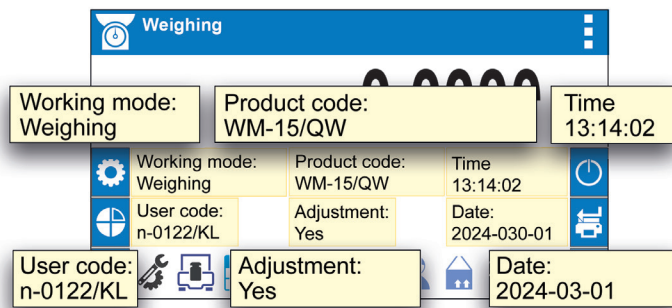 Weighing
Working mode:
Weighing
Product code:
WM-15/QW
Time
13:14:02
Working mode:
Weighing
Product code:
WM-15/QW
Time
13:14:02
User code:
n-0122/KL
Adjustment:
Yes
Date:
2024-030-01
User code:
n-0122/KL
Adjustment:
Yes
Date:
2024-03-01